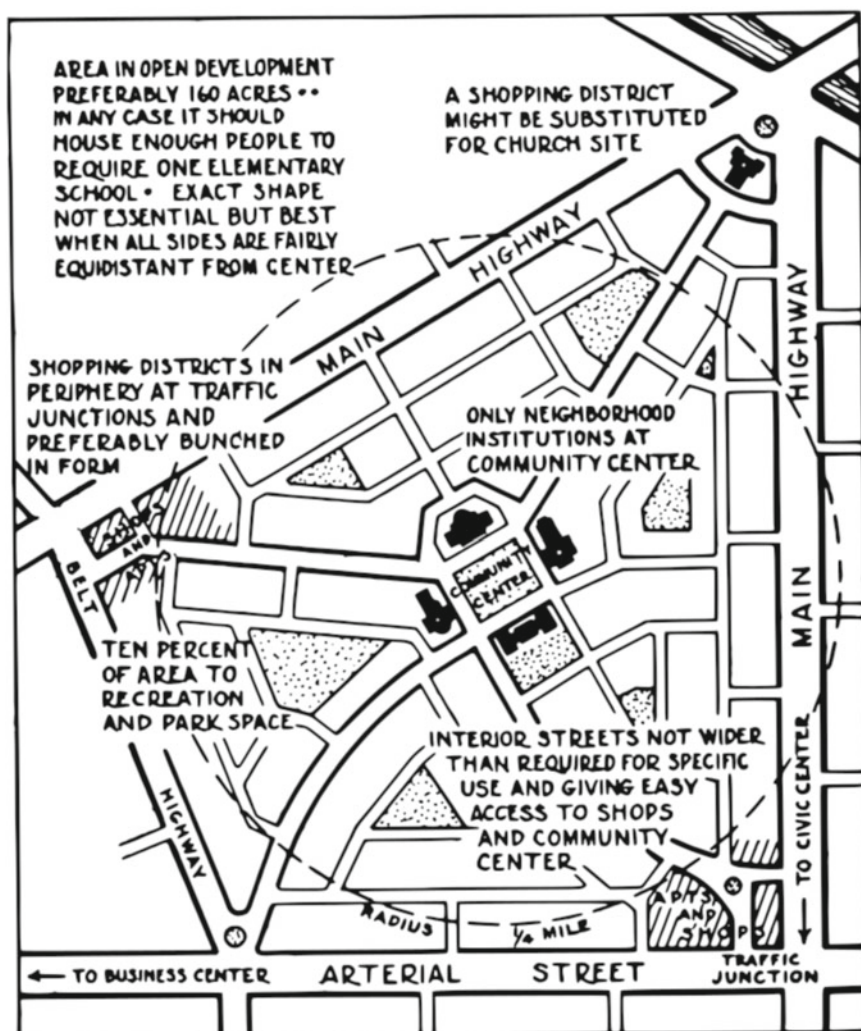 AREA IN OPEN DEVELOPMENT
PREFERABLY 160 ACRES ••
IN ANY CASE IT SHOULD
HOUSE ENOUGH PEOPLE TO
REQUIRE ONE ELEMENTARY
SCHOOL • EXACT SHAPE
NOT ESSENTIAL BUT BEST
WHEN ALL SIDES ARE FAIRLY
EQUIDISTANT FROM CENTER
A SHOPPING DISTRICT
MIGHT BE SUBSTITUTED
FOR CHURCH SITE
MAIN HIGHWAY
HIGHWAY
MAIN
SHOPPING DISTRICTS IN
PERIPHERY AT TRAFFIC
JUNCTIONS AND
PREFERABLY BUNCHED
IN FORM
ONLY NEIGHBORHOOD
INSTITUTIONS AT
COMMUNITY CENTER
SHOPS
AND
APTS
BELT
HIGHWAY
COMMUNITY
CENTER
TEN PERCENT
OF AREA TO
RECREATION
AND PARK SPACE
INTERIOR STREETS NOT WIDER
THAN REQUIRED FOR SPECIFIC
USE AND GIVING EASY
ACCESS TO SHOPS
AND COMMUNITY
CENTER
← TO CIVIC CENTER
APTS
AND
SHOPS
RADIUS 1/4 MILE
← TO BUSINESS CENTER
ARTERIAL STREET
TRAFFIC
JUNCTION